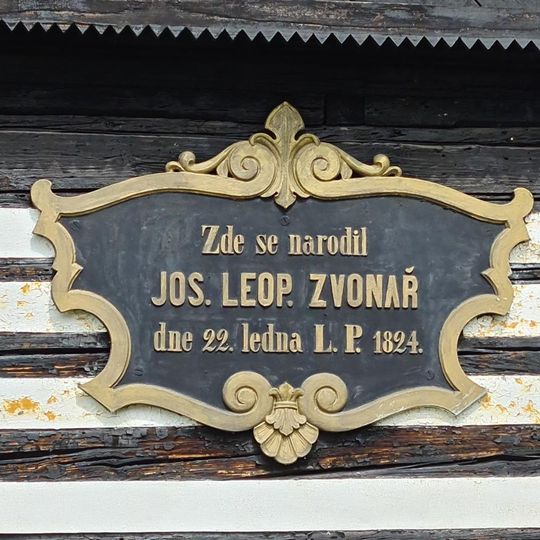 Zde se narodil
JOS. LEOP. ZVONAŘ
dne 22. ledna L. P. 1824.